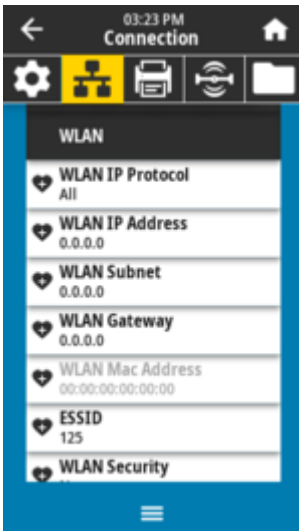 03:23 PM
Connection
WLAN
WLAN IP Protocol
All
WLAN IP Address
0.0.0.0
WLAN Subnet
0.0.0.0
WLAN Gateway
0.0.0.0
WLAN Mac Address
00:00:00:00:00:00
ESSID
125
WLAN Security